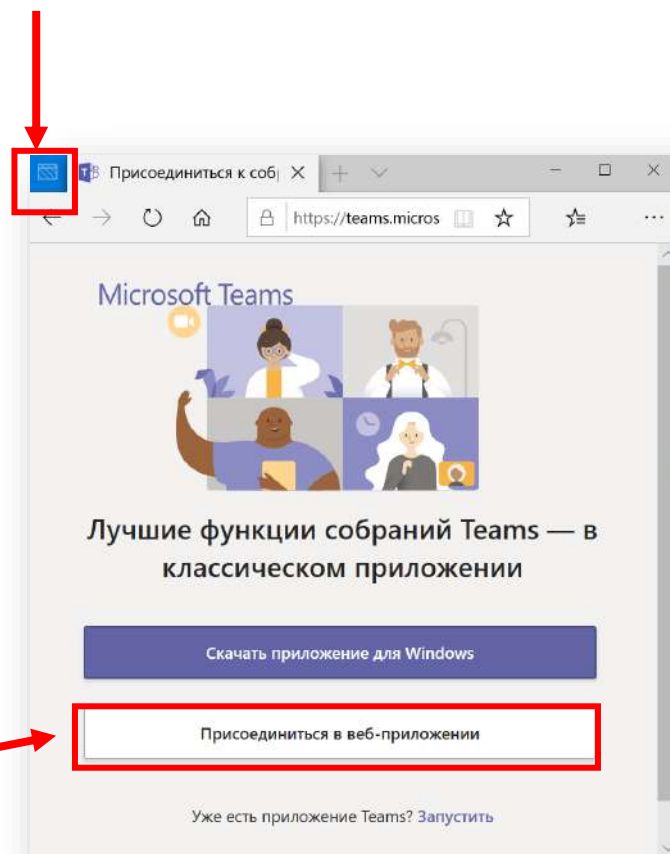 Присоединиться к соб
https://teams.micros
Microsoft Teams
Лучшие функции собраний Teams — в
классическом приложении
Скачать приложение для Windows
Присоединиться в веб-приложении
Уже есть приложение Teams? Запустить